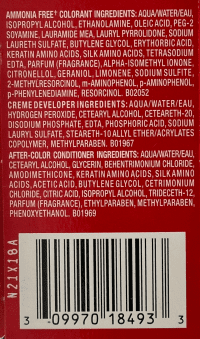 AMMONIA FREE* COLORANT INGREDIENTS: AQUA/WATER/EAU,
ISOPROPYL ALCOHOL, ETHANOLAMINE, OLEIC ACID, PEG-2
SOYAMINE, LAURAMIDE MEA, LAURYL PYRROLIDONE, SODIUM
LAURETH SULFATE, BUTYLENE GLYCOL, ERYTHORBIC ACID,
KERATIN AMINO ACIDS, SILK AMINO ACIDS, TETRASODIUM
EDTA, PARFUM (FRAGRANCE), ALPHA-ISOMETHYL IONONE,
CITRONELLOL, GERANIOL, LIMONENE, SODIUM SULFITE,
2-METHYLRESORCINOL, m-AMINOPHENOL, p-AMINOPHENOL,
p-PHENYLENEDIAMINE, RESORCINOL. B02052
CREME DEVELOPER INGREDIENTS: AQUA/WATER/EAU,
HYDROGEN PEROXIDE, CETEARYL ALCOHOL, CETEARETH-20,
DISODIUM PHOSPHATE, EDTA, PHOSPHORIC ACID, SODIUM
LAURYL SULFATE, STEARETH-10 ALLYL ETHER/ACRYLATES
COPOLYMER, METHYLPARABEN. B01967
AFTER-COLOR CONDITIONER INGREDIENTS: AQUA/WATER/EAU,
CETEARYL ALCOHOL, GLYCERIN, BEHENTRIMONIUM CHLORIDE,
AMODIMETHICONE, KERATIN AMINO ACIDS, SILK AMINO
ACIDS, ACETIC ACID, BUTYLENE GLYCOL, CETRIMONIUM
CHLORIDE, CITRIC ACID, ISOPROPYL ALCOHOL, TRIDECETH-12,
PARFUM (FRAGRANCE), ETHYLPARABEN, METHYLPARABEN,
PHENOXYETHANOL. B01969
N21X10A
3 09970 18493 3